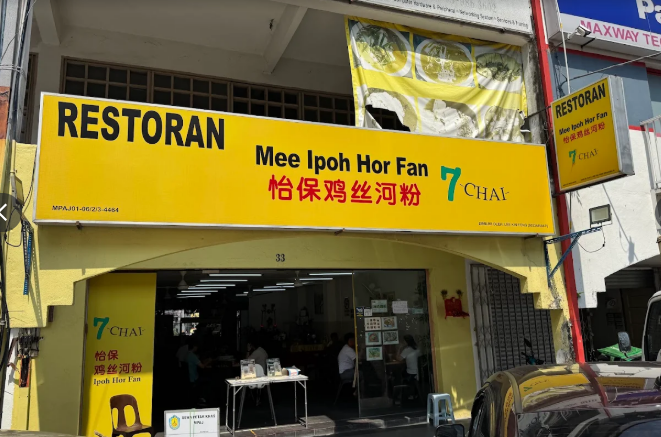 RESTORAN
Mee Ipoh Hor Fan
怡保鸡丝河粉
7 CHAI
MPAJ01-06/2/3-4464
RESTORAN
Mee Ipoh Hor Fan
怡保鸡丝河粉
7 CHAI
MAXWAY TE
33
7 CHAI
怡保
鸡丝河粉
Ipoh Hor Fan